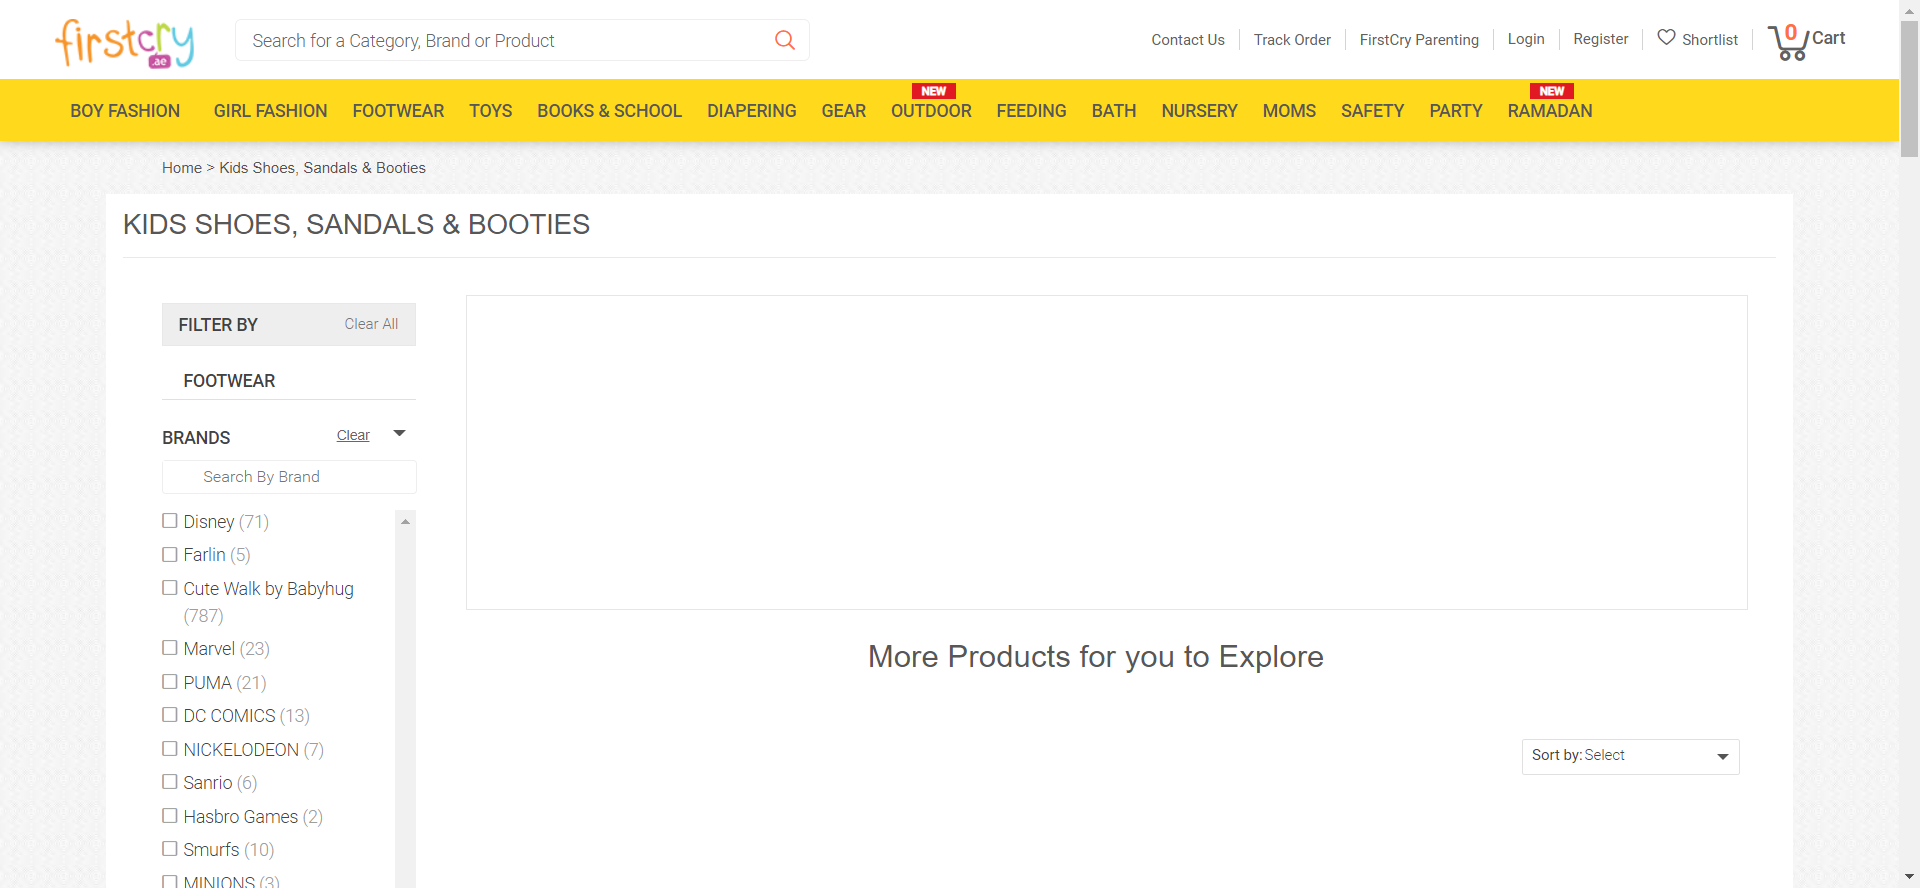 firstcry
.ae
Search for a Category, Brand or Product
Contact Us
Track Order
FirstCry Parenting
Login
Register
Shortlist
0
Cart
BOY FASHION
GIRL FASHION
FOOTWEAR
TOYS
BOOKS & SCHOOL
DIAPERING
GEAR
NEW
OUTDOOR
FEEDING
BATH
NURSERY
MOMS
SAFETY
PARTY
NEW
RAMADAN
Home > Kids Shoes, Sandals & Booties
KIDS SHOES, SANDALS & BOOTIES
FILTER BY
Clear All
FOOTWEAR
BRANDS
Clear
Search By Brand
Disney (71)
Farlin (5)
Cute Walk by Babyhug
(787)
Marvel (23)
PUMA (21)
DC COMICS (13)
NICKELODEON (7)
Sanrio (6)
Hasbro Games (2)
Smurfs (10)
MINIONS (3)
More Products for you to Explore
Sort by: Select